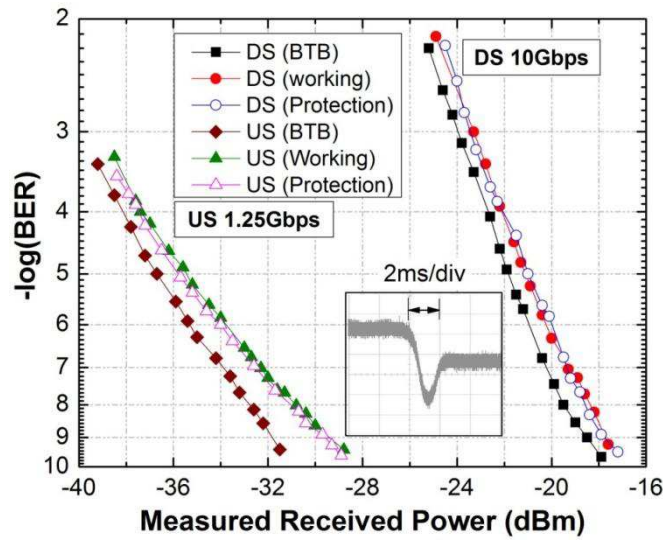 2
3
4
5
6
7
8
9
10
-log(BER)
DS (BTB)
DS (working)
DS (Protection)
US (BTB)
US (Working)
US (Protection)
DS 10Gbps
US 1.25Gbps
2ms/div
-40 -36 -32 -28 -24 -20 -16
Measured Received Power (dBm)